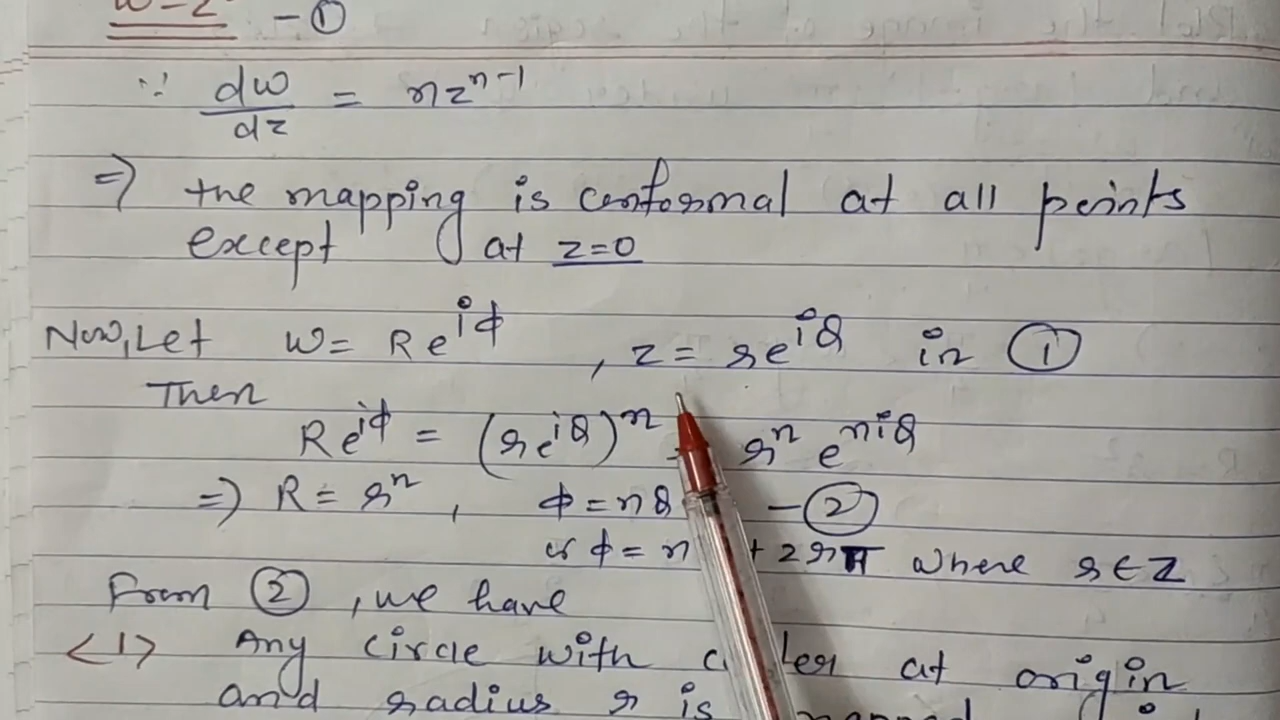 — ①
∵ dw/dz = nz^{n-1}
⇒ the mapping is conformal at all points
except at z=0
Now, Let w = Re^{iϕ} , z = re^{iθ} in ①
Then
Re^{iϕ} = (re^{iθ})^n = r^n e^{niθ}
⇒ R = r^n , ϕ = nθ — ②
or ϕ = n + 2rπ where r ∈ Z
From ② , we have
<1> Any circle with at origin
and radius r is